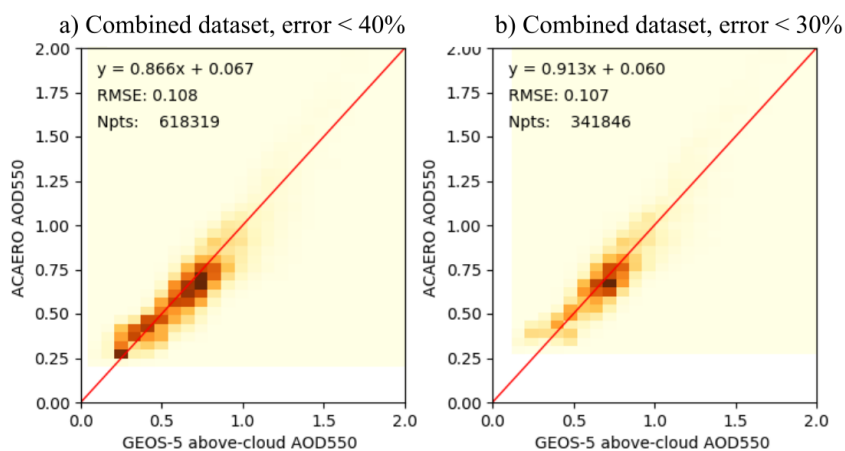 a) Combined dataset, error < 40%
b) Combined dataset, error < 30%
2.00
1.75
1.50
1.25
1.00
0.75
0.50
0.25
0.00
ACAERO AOD550
y = 0.866x + 0.067
RMSE: 0.108
Npts: 618319
0.0 0.5 1.0 1.5 2.0
GEOS-5 above-cloud AOD550
2.00
1.75
1.50
1.25
1.00
0.75
0.50
0.25
0.00
ACAERO AOD550
y = 0.913x + 0.060
RMSE: 0.107
Npts: 341846
0.0 0.5 1.0 1.5 2.0
GEOS-5 above-cloud AOD550